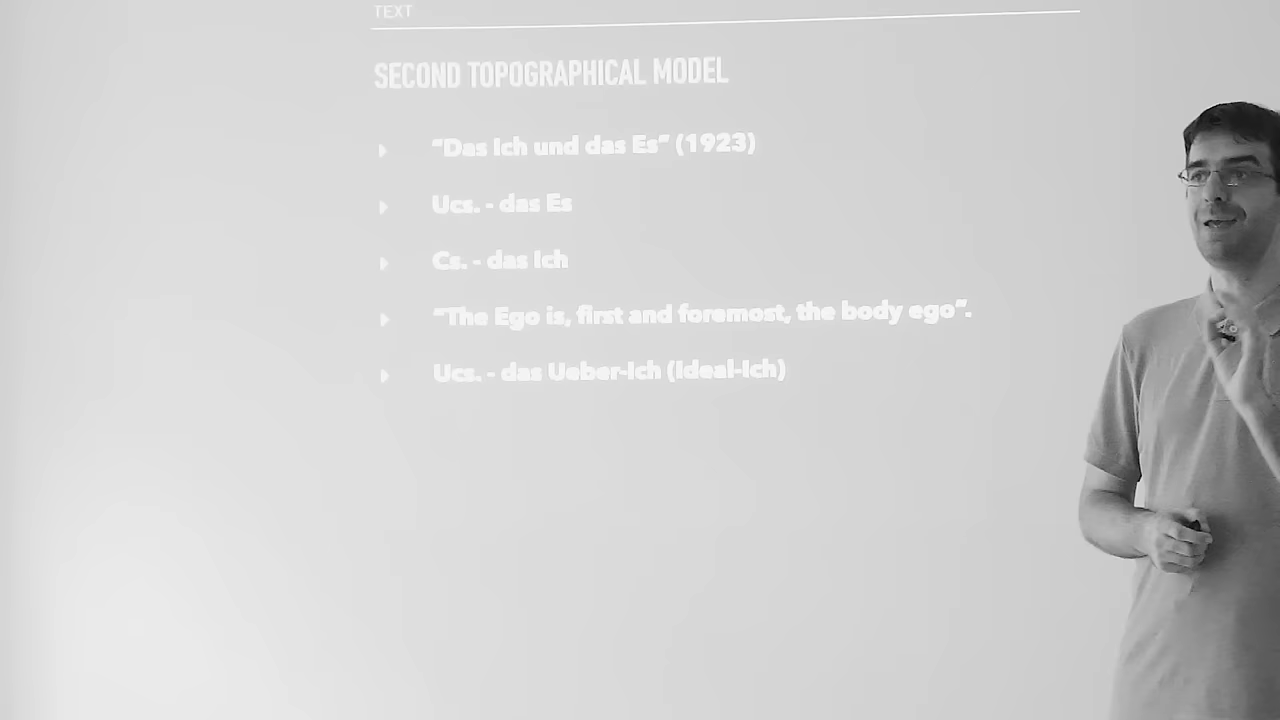 TEXT
SECOND TOPOGRAPHICAL MODEL
"Das Ich und das Es" (1923)
Ucs. - das Es
Cs. - das Ich
"The Ego is, first and foremost, the body ego".
Ucs. - das Ueber-Ich (Ideal-Ich)